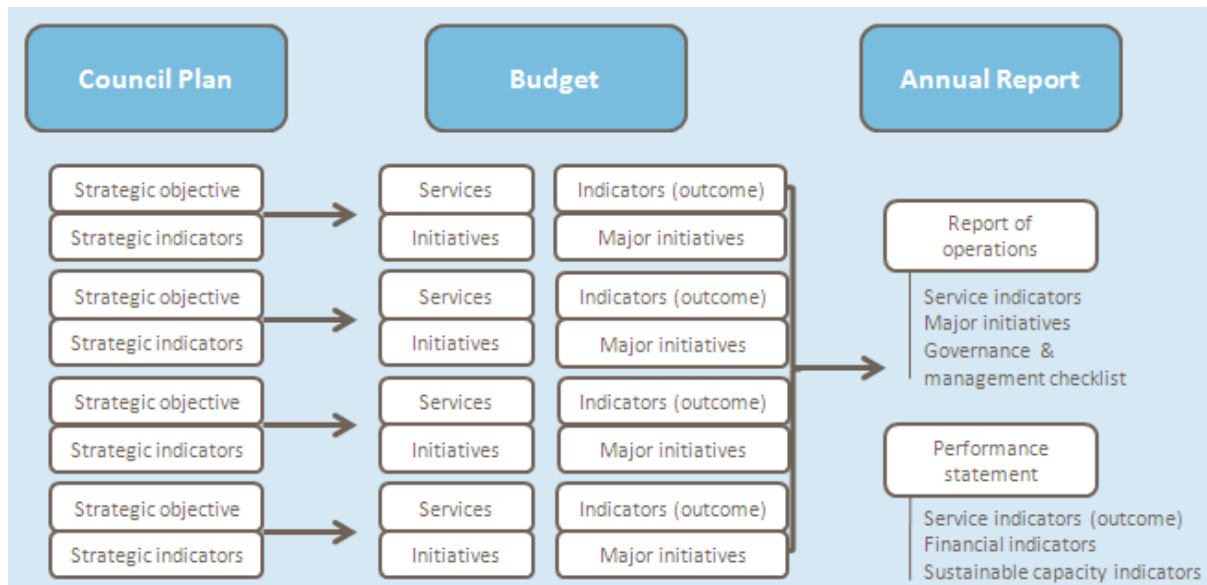 Council Plan
Budget
Annual Report
Strategic objective
Strategic indicators
Services
Initiatives
Indicators (outcome)
Major initiatives
Strategic objective
Strategic indicators
Services
Initiatives
Indicators (outcome)
Major initiatives
Strategic objective
Strategic indicators
Services
Initiatives
Indicators (outcome)
Major initiatives
Strategic objective
Strategic indicators
Services
Initiatives
Indicators (outcome)
Major initiatives
Report of
operations
Service indicators
Major initiatives
Governance &
management checklist
Performance
statement
Service indicators (outcome)
Financial indicators
Sustainable capacity indicators